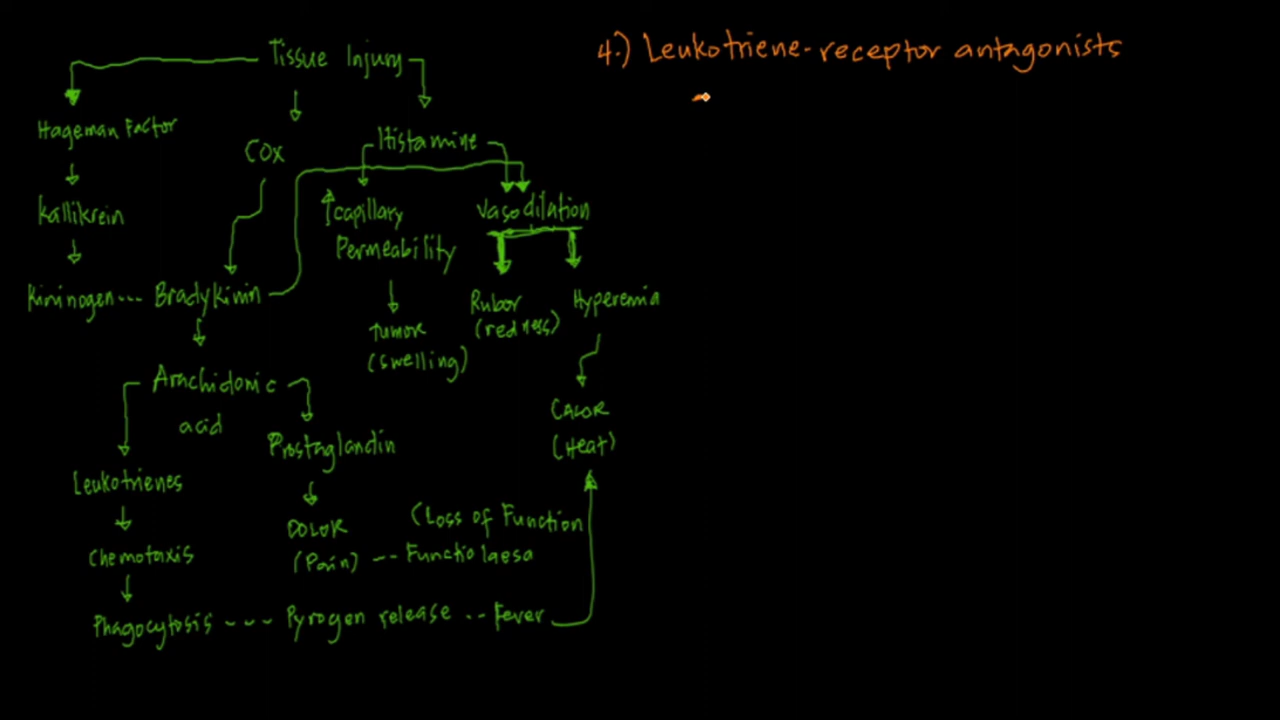 Tissue Injury
4.) Leukotriene-receptor antagonists
Hageman Factor
COX
Histamine
Kallikrein
↑capillary
Permeability
Vasodilation
Kininogen --- Bradykinin
Rubor
(redness)
Hyperemia
tumor
(swelling)
Arachidonic
acid
CALOR
(Heat)
Prostaglandin
Leukotrienes
DOLOR
(Pain) -- Functio laesa
(Loss of Function
Chemotaxis
Phagocytosis --- Pyrogen release -- Fever